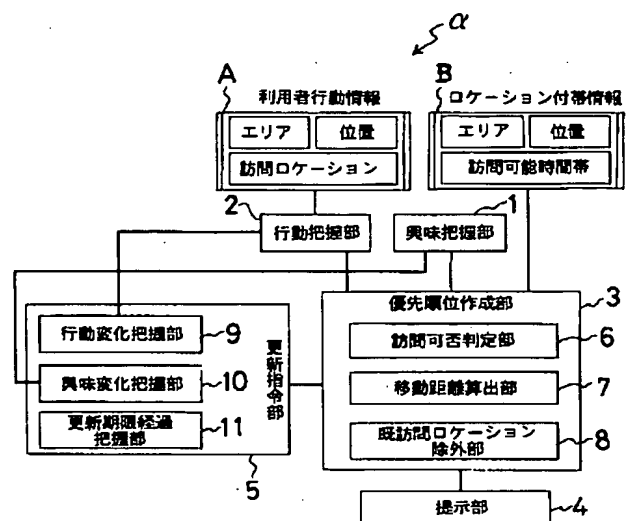 α
A
B
利用者行動情報
ロケーション付帯情報
エリア
位置
訪問ロケーション
エリア
位置
訪問可能時間帯
2
行動把握部
1
興味把握部
優先順位作成部
3
行動変化把握部
9
訪問可否判定部
6
興味変化把握部
10
更新指令部
移動距離算出部
7
更新期限経過
把握部
11
既訪問ロケーション
除外部
8
5
提示部
4